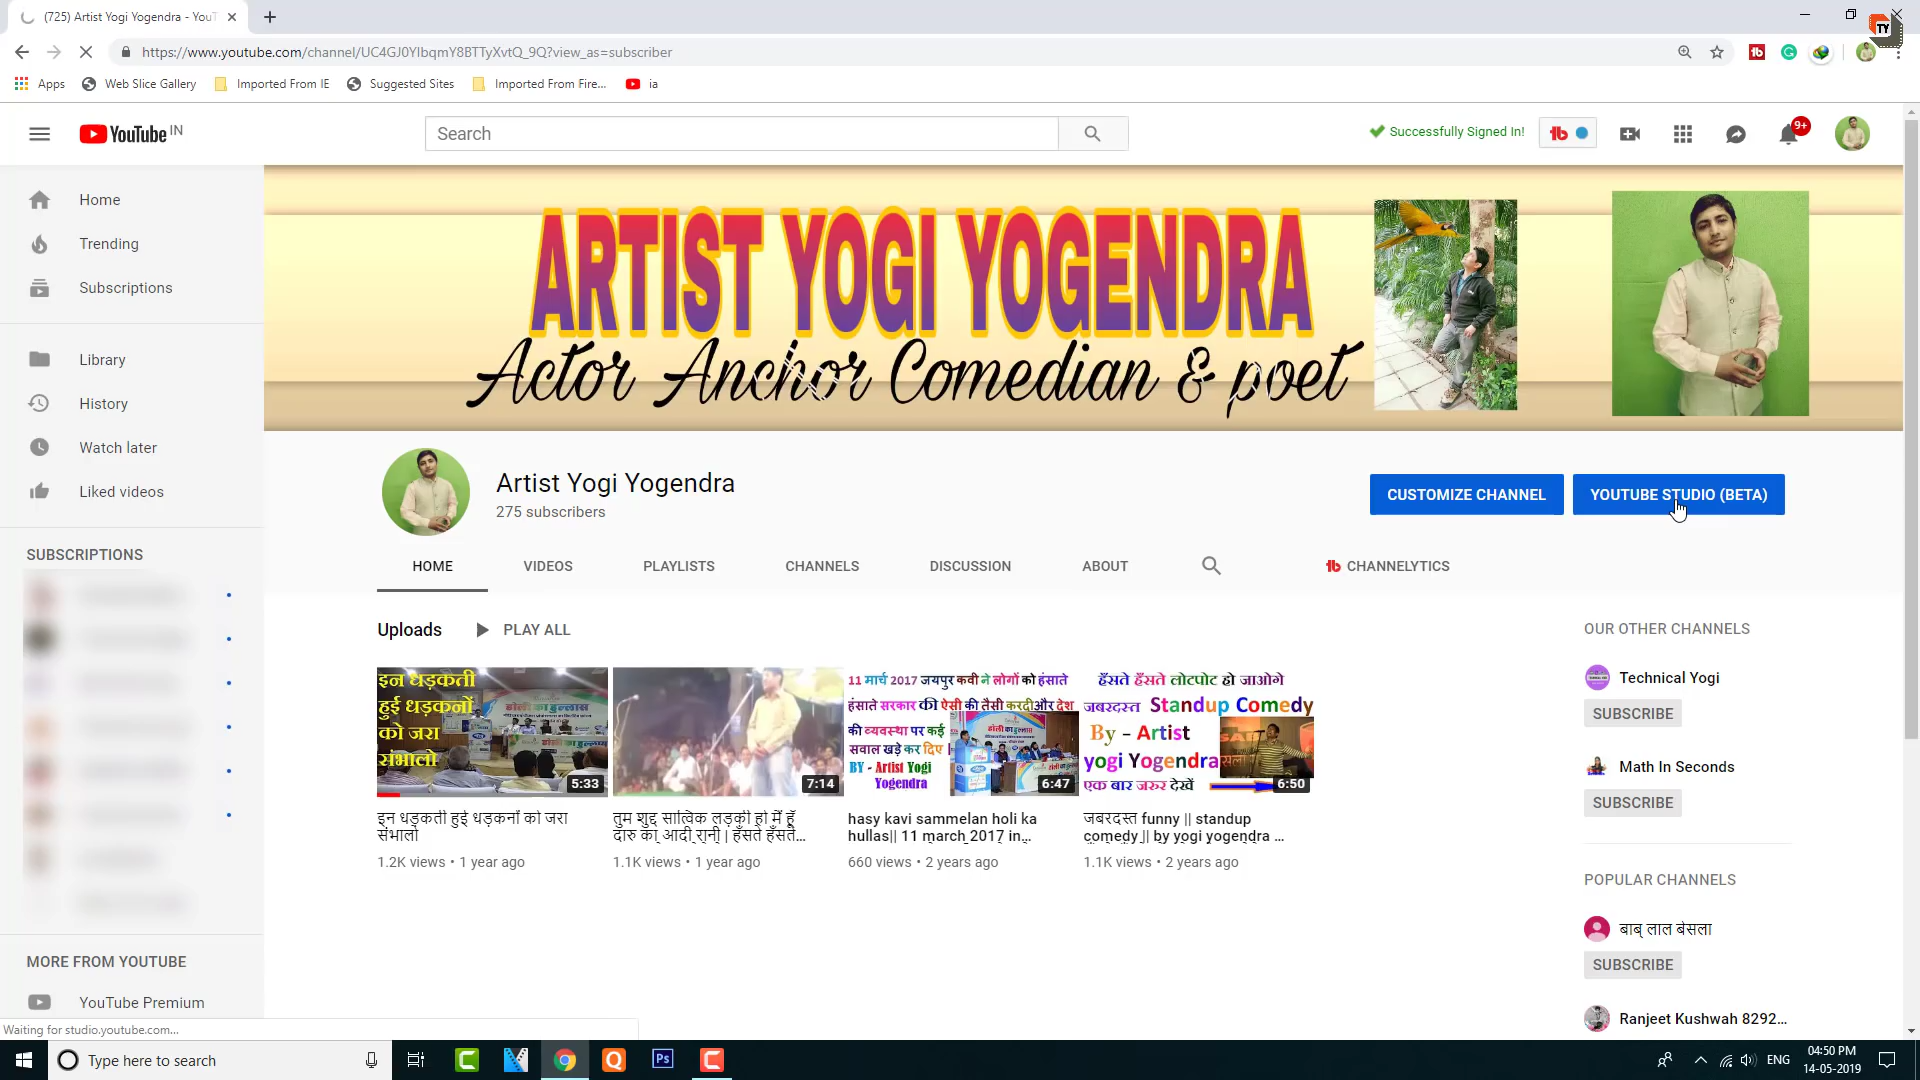 (725) Artist Yogi Yogendra - YouT
TY
https://www.youtube.com/channel/UC4GJ0YIbqmY8BTTyXvtQ_9Q?view_as=subscriber
Apps Web Slice Gallery Imported From IE Suggested Sites Imported From Fire... ia
YouTube IN
Search
Successfully Signed In!
9+
Home
Trending
Subscriptions
Library
History
Watch later
Liked videos
SUBSCRIPTIONS
MORE FROM YOUTUBE
YouTube Premium
ARTIST YOGI YOGENDRA
Actor Anchor Comedian & poet
Artist Yogi Yogendra
275 subscribers
CUSTOMIZE CHANNEL
YOUTUBE STUDIO (BETA)
HOME VIDEOS PLAYLISTS CHANNELS DISCUSSION ABOUT CHANNELYTICS
Uploads PLAY ALL
इन धड़कती
हुई धड़कनों
को जरा
संभालो
5:33
इन धड़कती हुई धड़कनों को जरा
संभालो
1.2K views • 1 year ago
7:14
तुम शुद्ध सात्विक लड़की हो में हूँ
दारु का आदी रानी | हँसते हँसते...
1.1K views • 1 year ago
11 मार्च 2017 जयपुर कवी ने लोगों को हंसाते
हंसाते सरकार की ऐसी की तैसी करदी और देश
की व्यवस्था पर कई
सवाल खड़े कर दिए |
BY - Artist Yogi
Yogendra
6:47
hasy kavi sammelan holi ka
hullas|| 11 march 2017 in...
660 views • 2 years ago
हँसते हँसते लोटपोट हो जाओगे
जबरदस्त Standup Comedy
By - Artist
yogi Yogendra
एक बार जरुर देखें
6:50
जबरदस्त funny || standup
comedy || by yogi yogendra ...
1.1K views • 2 years ago
OUR OTHER CHANNELS
Technical Yogi
SUBSCRIBE
Math In Seconds
SUBSCRIBE
POPULAR CHANNELS
बाबू लाल बेसला
SUBSCRIBE
Ranjeet Kushwah 8292...
Waiting for studio.youtube.com...
Type here to search
Ps
ENG
04:50 PM
14-05-2019